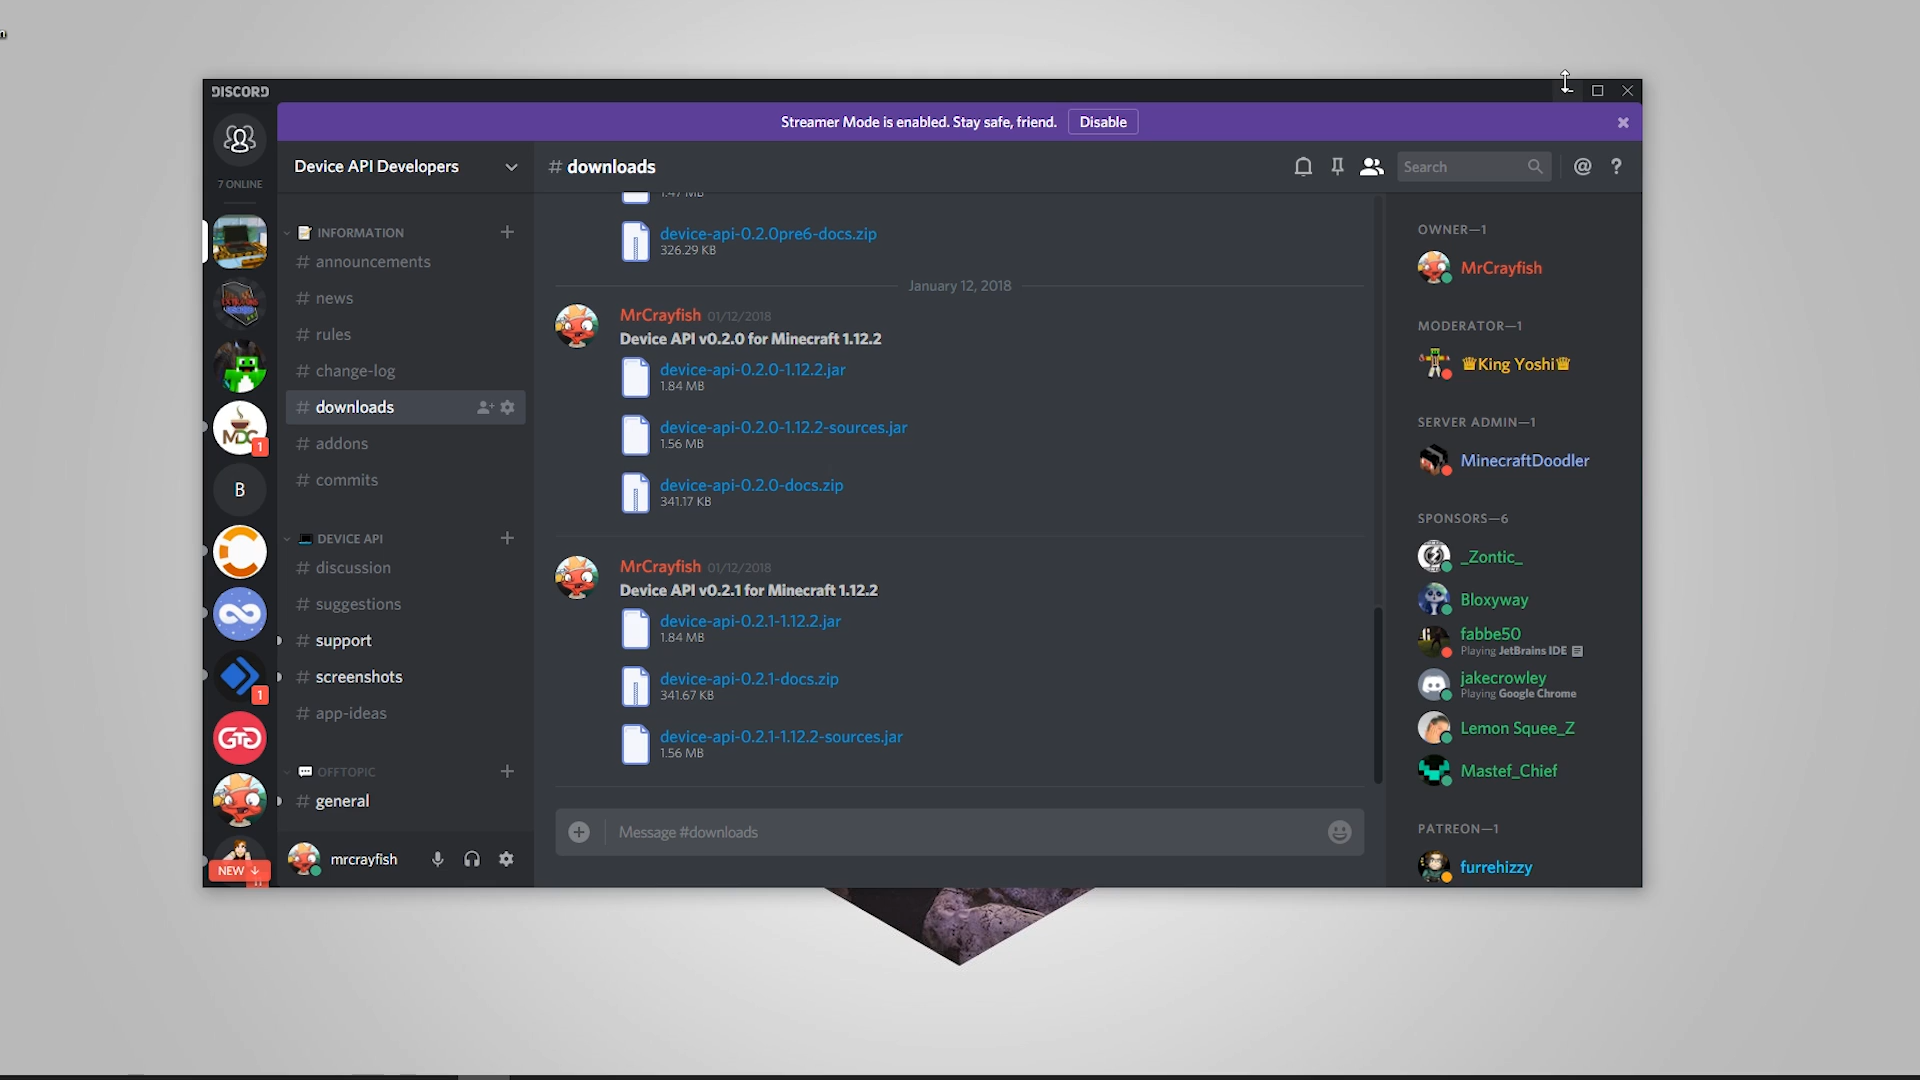 DISCORD
Streamer Mode is enabled. Stay safe, friend. Disable
7 ONLINE
B
1
1
NEW ↓
Device API Developers
INFORMATION
# announcements
# news
# rules
# change-log
# downloads
# addons
# commits
DEVICE API
# discussion
# suggestions
# support
# screenshots
# app-ideas
OFFTOPIC
# general
mrcrayfish
# downloads
Search
@ ?
1.47 MB
device-api-0.2.0pre6-docs.zip
326.29 KB
January 12, 2018
MrCrayfish 01/12/2018
Device API v0.2.0 for Minecraft 1.12.2
device-api-0.2.0-1.12.2.jar
1.84 MB
device-api-0.2.0-1.12.2-sources.jar
1.56 MB
device-api-0.2.0-docs.zip
341.17 KB
MrCrayfish 01/12/2018
Device API v0.2.1 for Minecraft 1.12.2
device-api-0.2.1-1.12.2.jar
1.84 MB
device-api-0.2.1-docs.zip
341.67 KB
device-api-0.2.1-1.12.2-sources.jar
1.56 MB
Message #downloads
OWNER—1
MrCrayfish
MODERATOR—1
♛King Yoshi♛
SERVER ADMIN—1
MinecraftDoodler
SPONSORS—6
_Zontic_
Bloxyway
fabbe50
Playing JetBrains IDE
jakecrowley
Playing Google Chrome
Lemon Squee_Z
Mastef_Chief
PATREON—1
furrehizzy